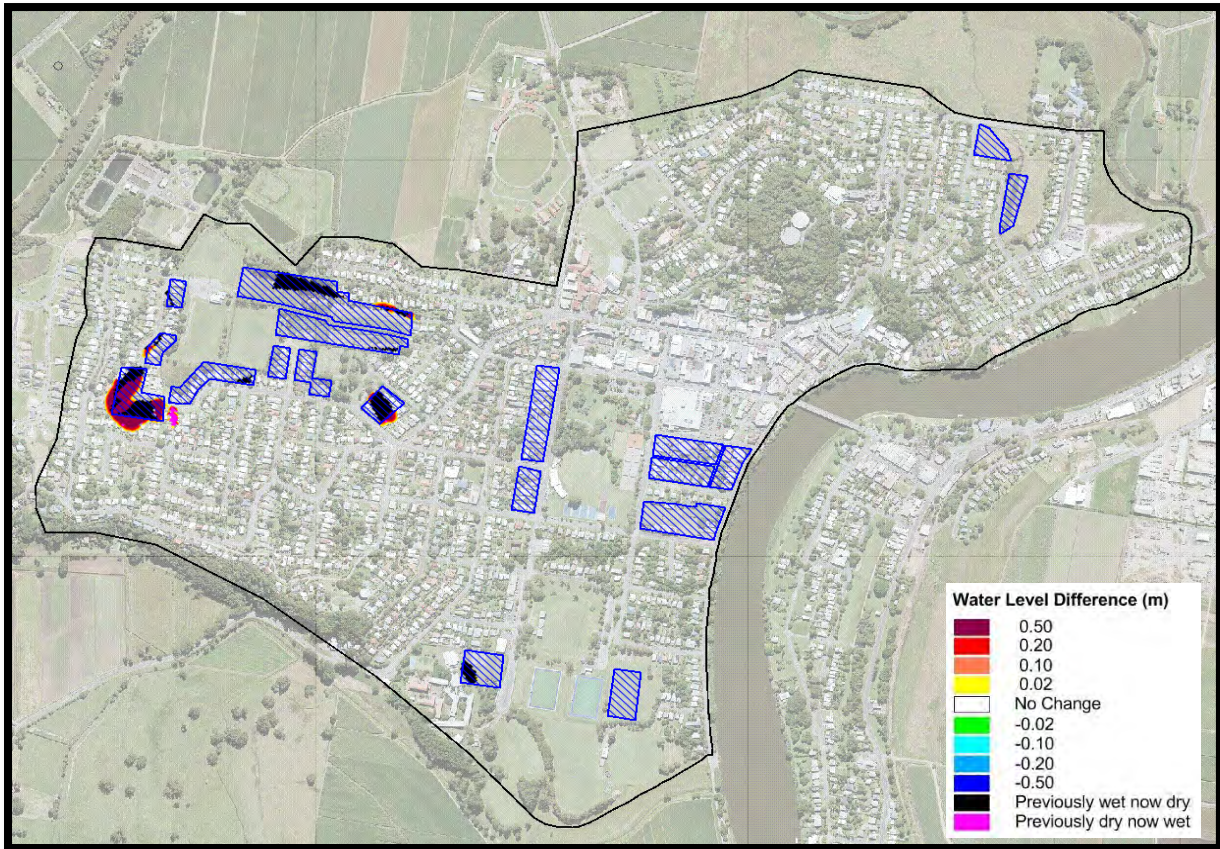 Water Level Difference (m)
0.50
0.20
0.10
0.02
No Change
-0.02
-0.10
-0.20
-0.50
Previously wet now dry
Previously dry now wet